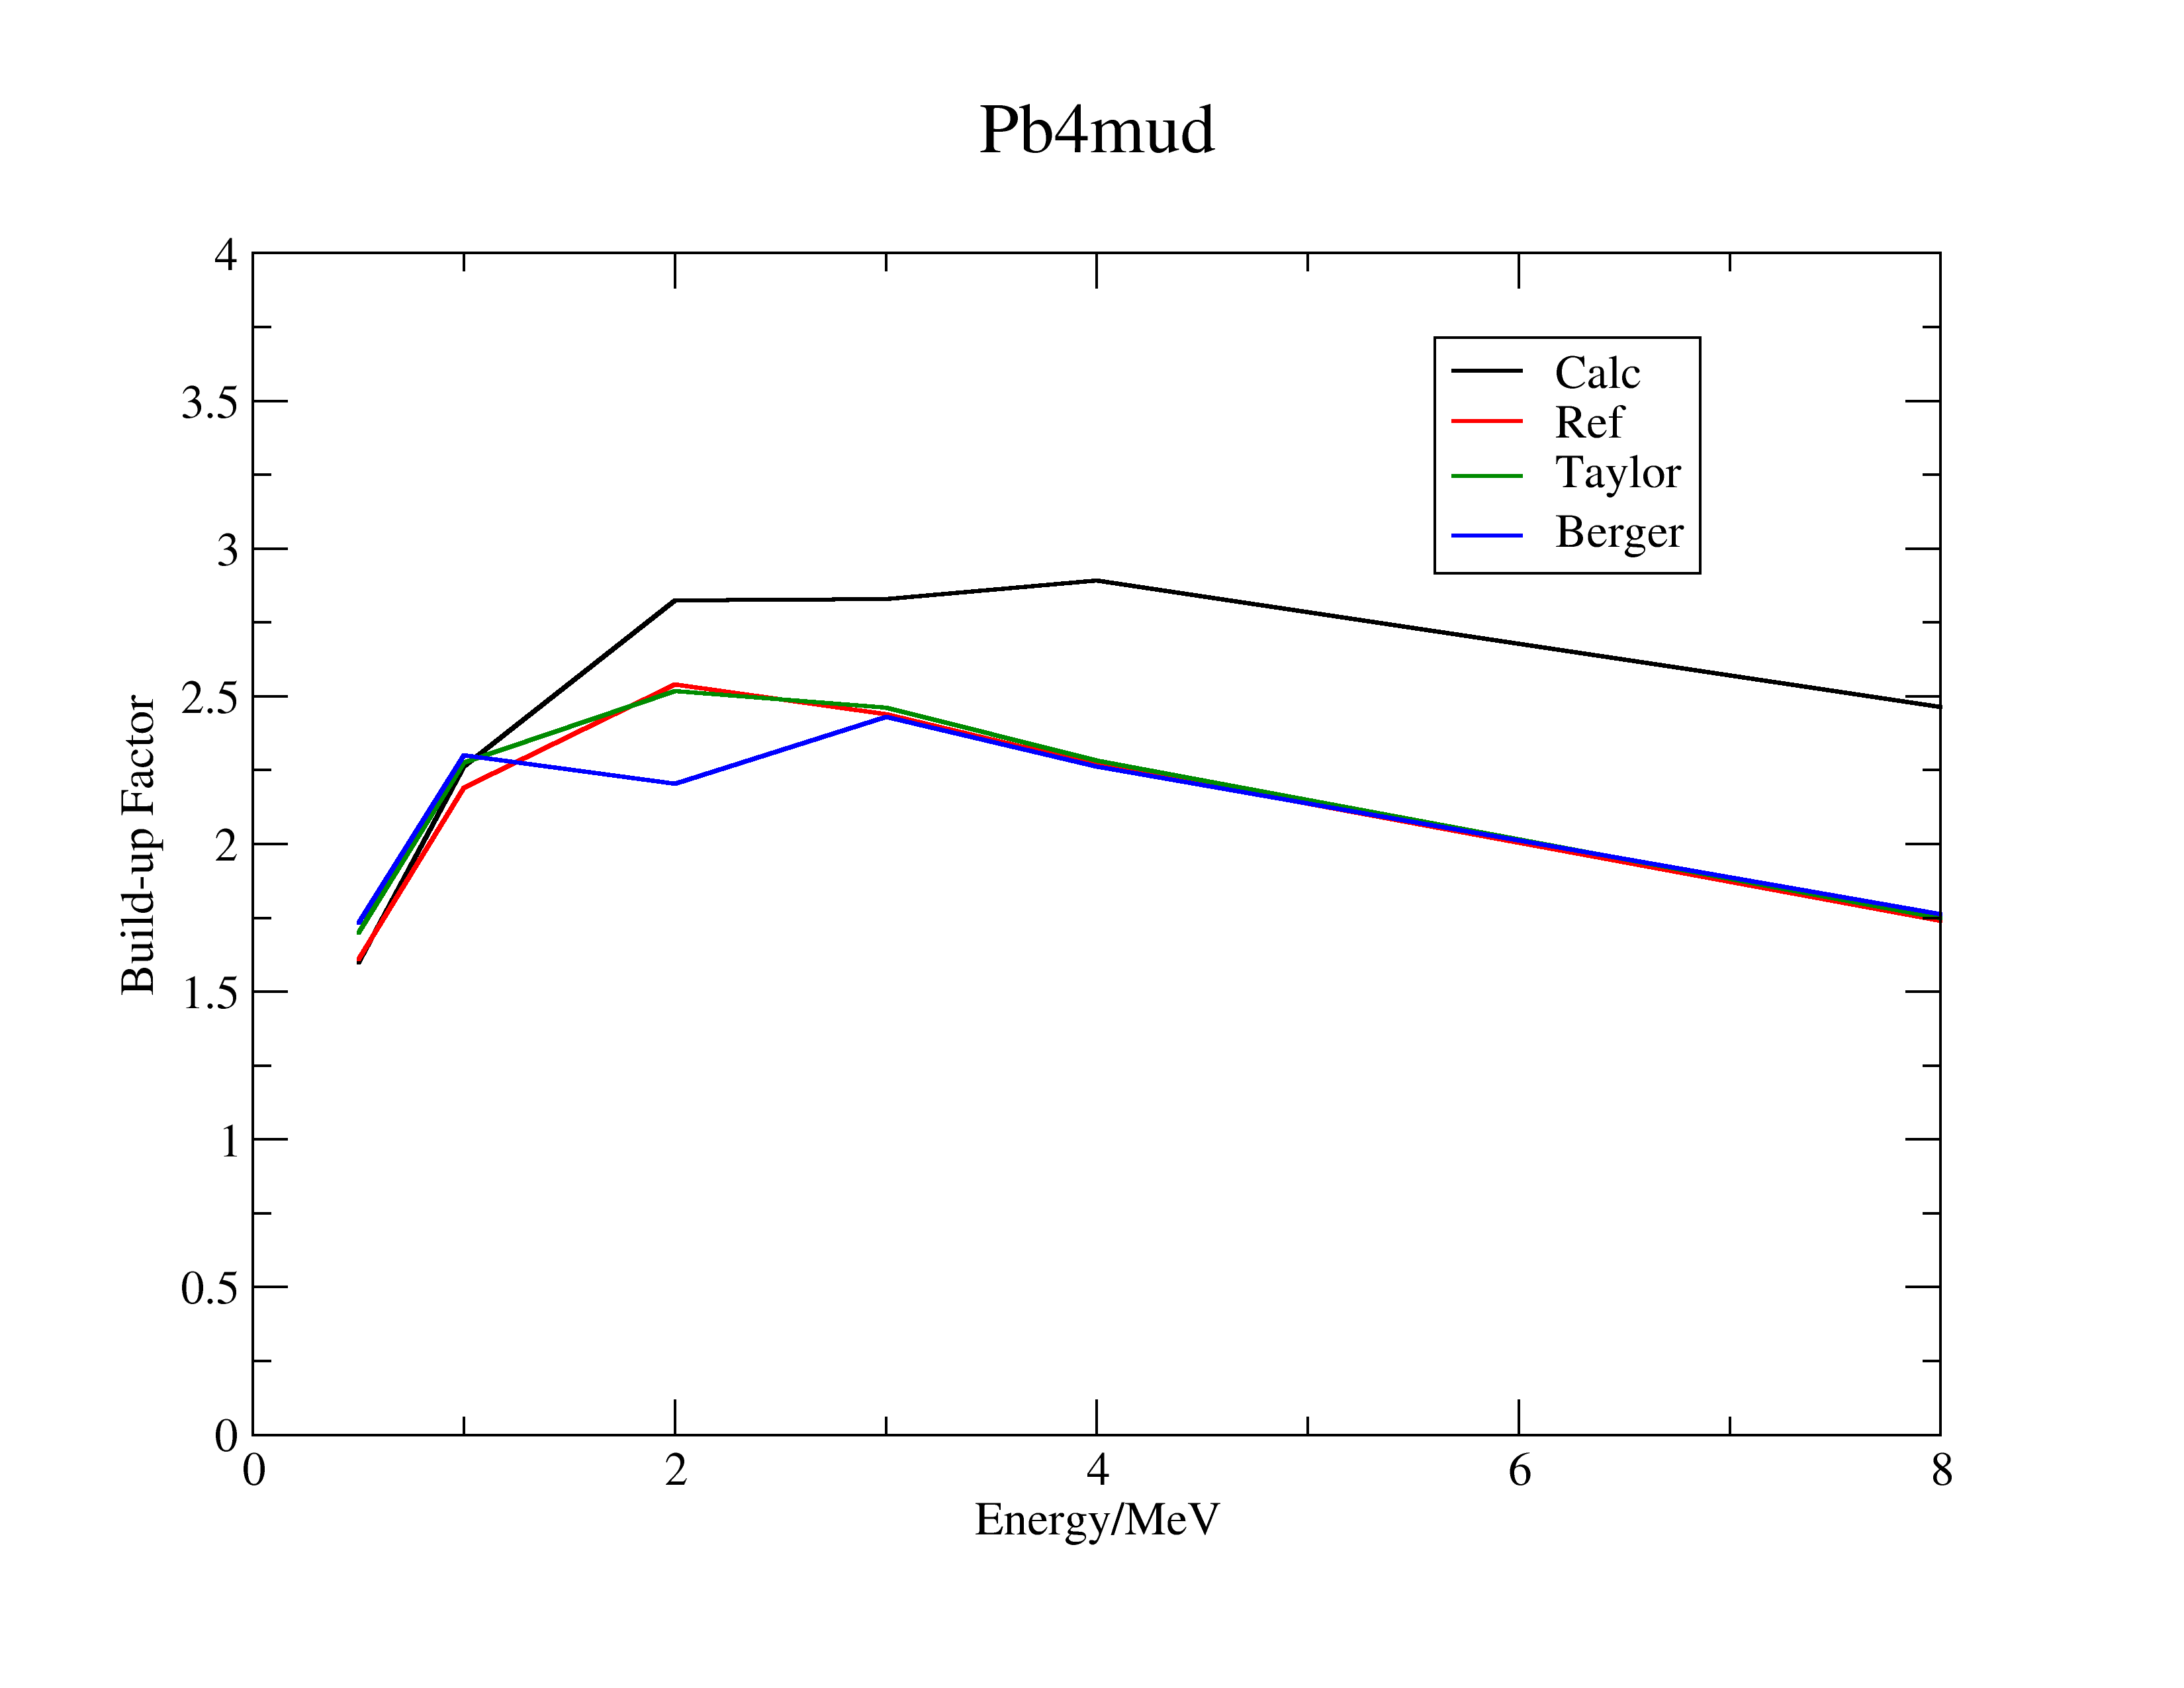 Pb4mud
4
3.5
3
2.5
2
1.5
1
0.5
0
Build-up Factor
Calc
Ref
Taylor
Berger
0 2 4 6 8
Energy/MeV